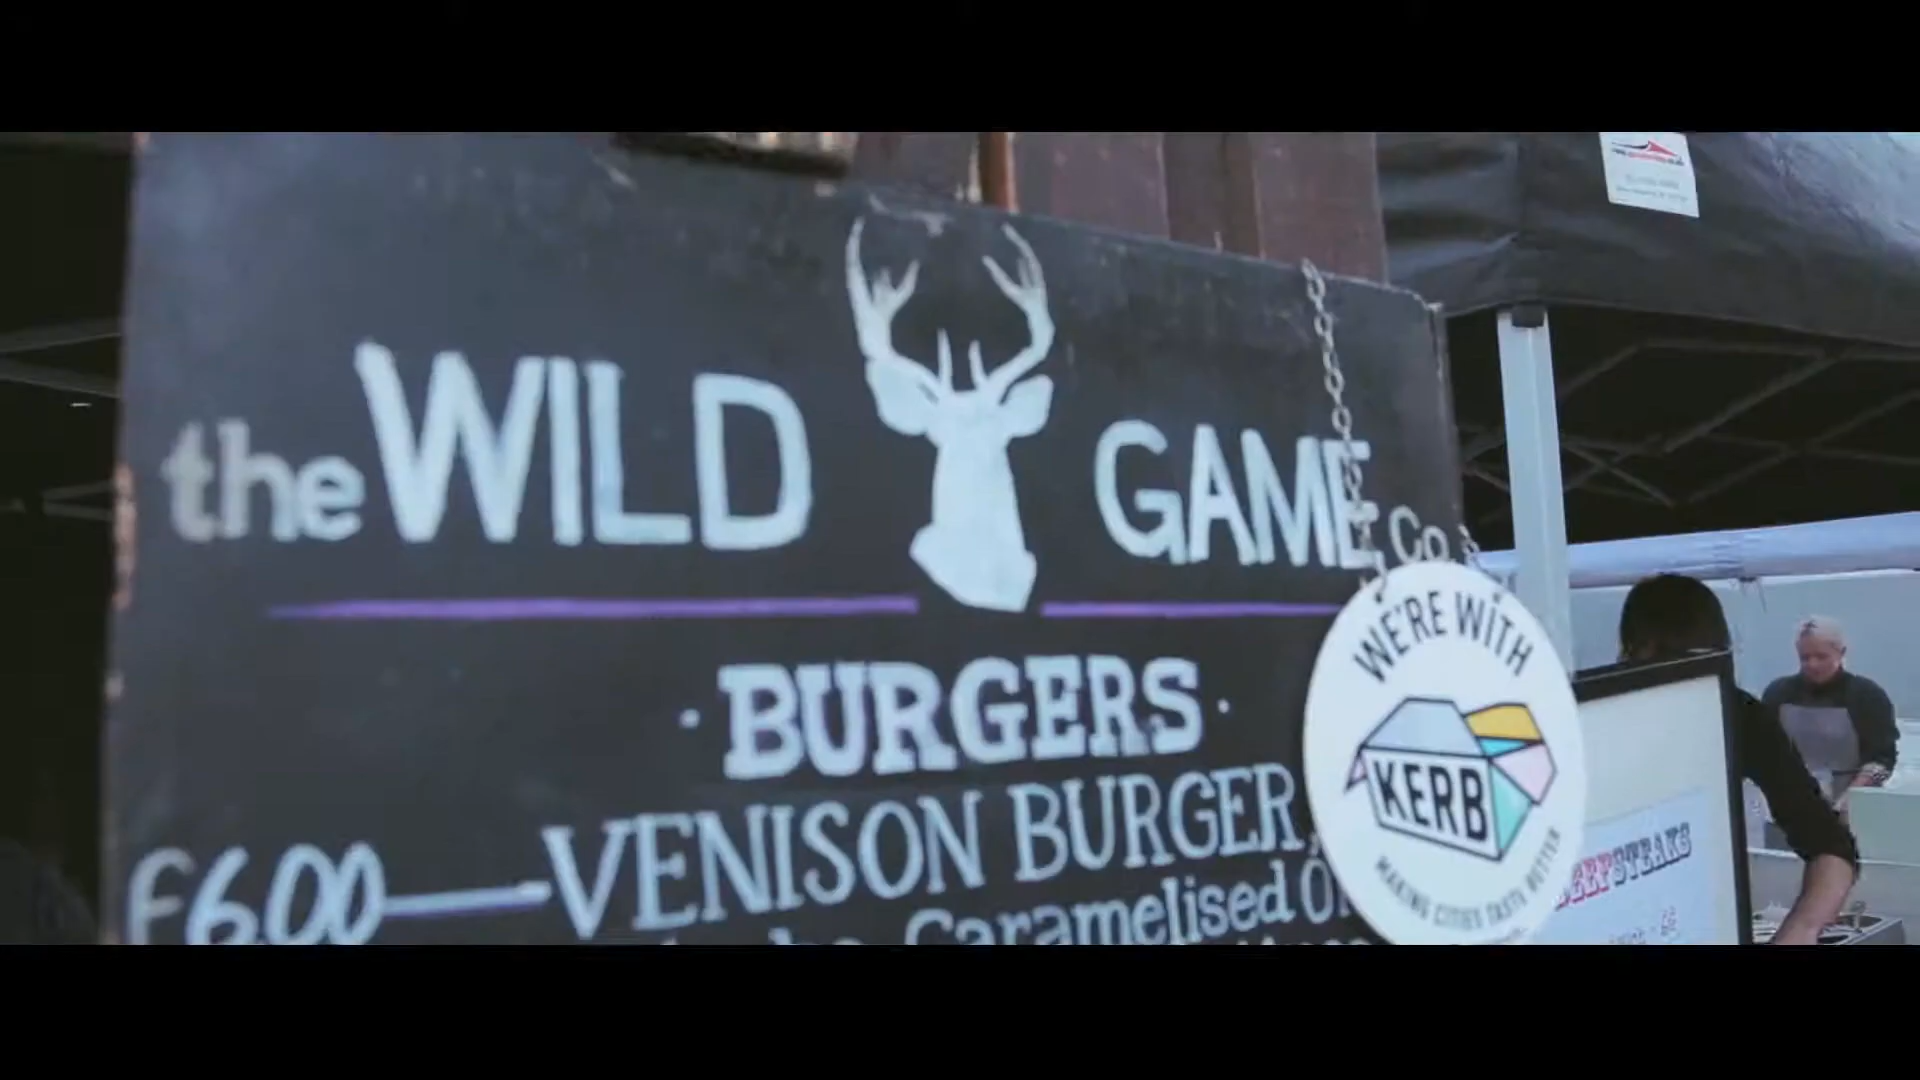 the WILD GAME Co
· BURGERS ·
£6.00 — VENISON BURGER,
Caramelised
WE'RE WITH
KERB
MAKING CITIES TASTE BETTER